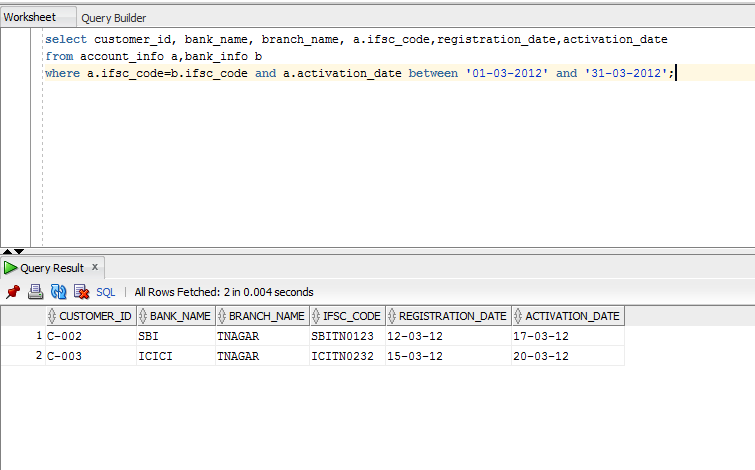 Worksheet Query Builder
select customer_id, bank_name, branch_name, a.ifsc_code,registration_date,activation_date
from account_info a,bank_info b
where a.ifsc_code=b.ifsc_code and a.activation_date between '01-03-2012' and '31-03-2012';
Query Result x
SQL | All Rows Fetched: 2 in 0.004 seconds
CUSTOMER_ID BANK_NAME BRANCH_NAME IFSC_CODE REGISTRATION_DATE ACTIVATION_DATE
1 C-002 SBI TNAGAR SBITN0123 12-03-12 17-03-12
2 C-003 ICICI TNAGAR ICITN0232 15-03-12 20-03-12